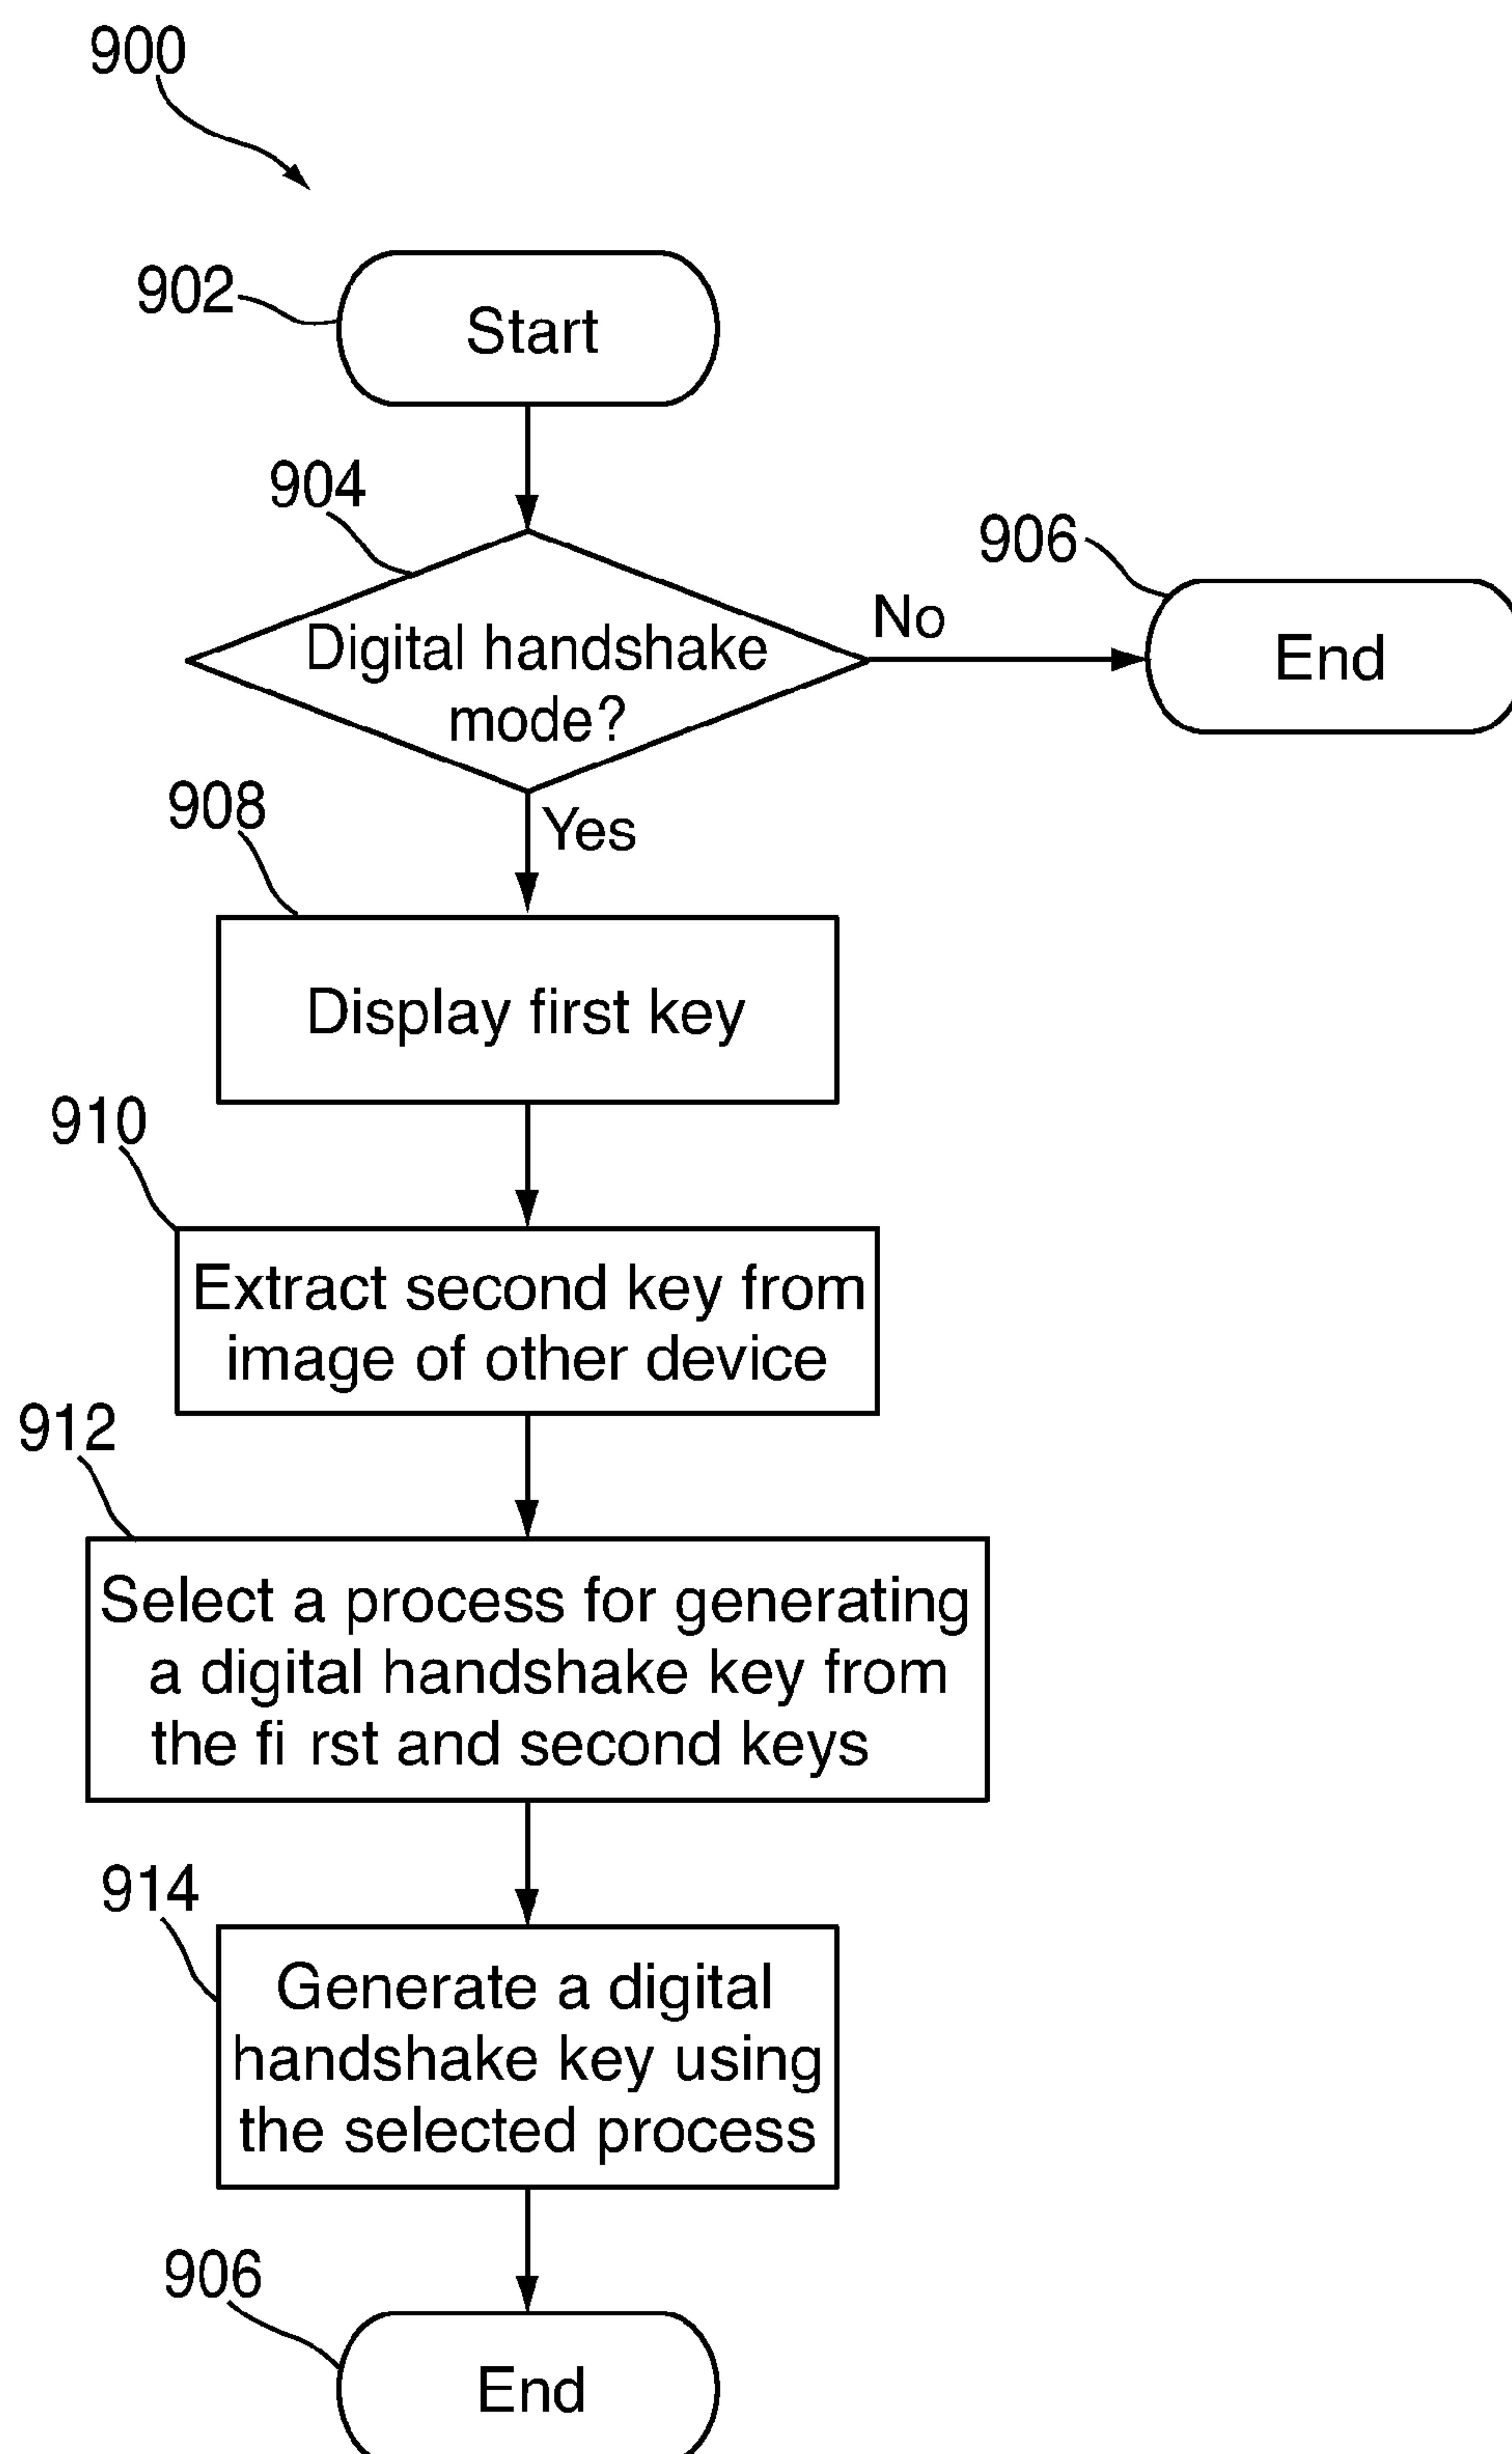 900
902
Start
904
Digital handshake
mode?
No
906
End
908
Yes
Display first key
910
Extract second key from
image of other device
912
Select a process for generating
a digital handshake key from
the fi rst and second keys
914
Generate a digital
handshake key using
the selected process
906
End